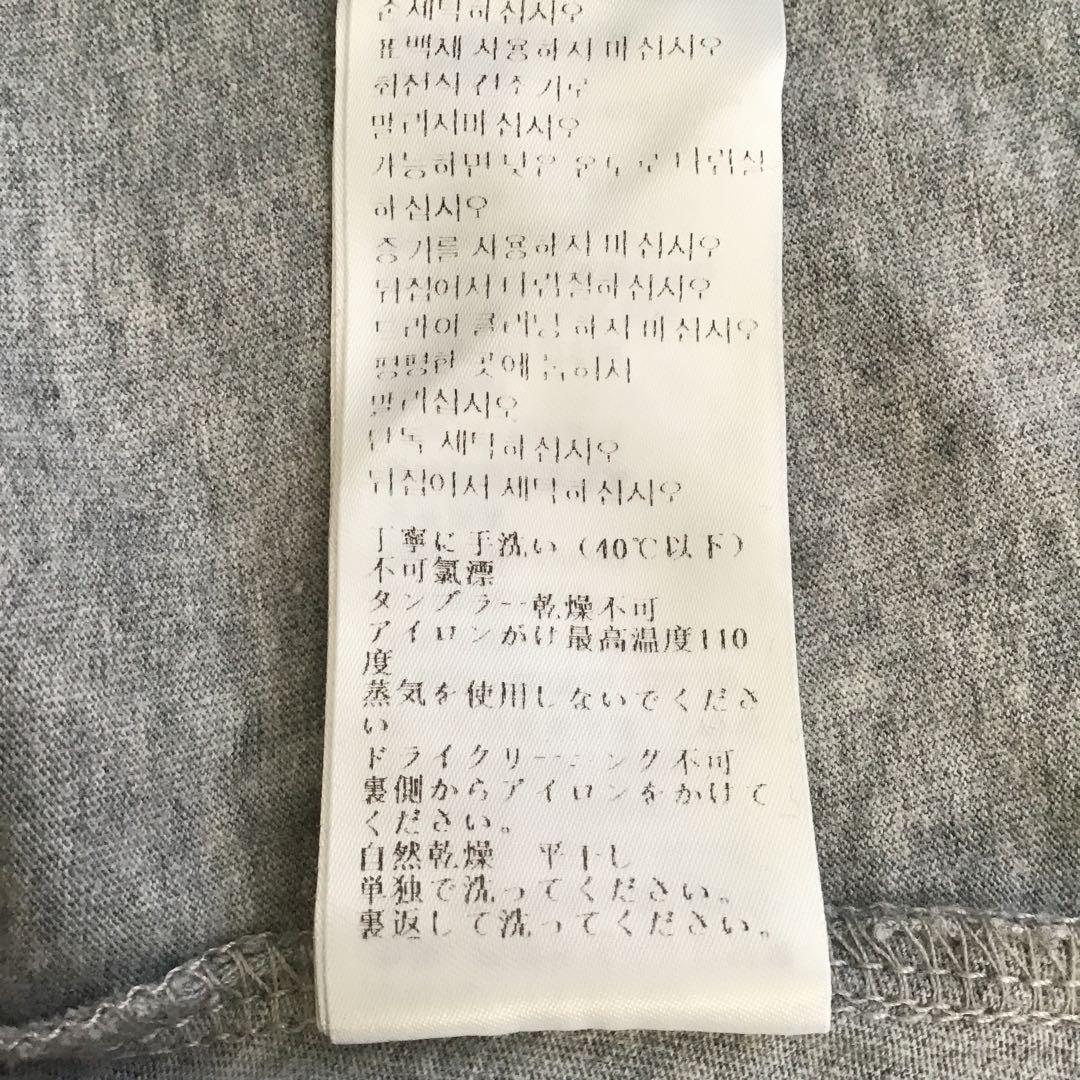 손세탁하십시오
표백제 사용하지 마십시오
회전식 건조기로
말리지마십시오
가능하면 낮은 온도로 다림질
하십시오
증기를 사용하지 마십시오
뒤집어서 다림질하십시오
드라이 클리닝 하지 마십시오
평평한 곳에 눕혀서
말리십시오
단독 세탁하십시오
뒤집어서 세탁하십시오
丁寧に手洗い（40℃以下）
不可氯漂
タンブラー乾燥不可
アイロンがけ最高温度110
度
蒸気を使用しないでくださ
い
ドライクリーニング不可
裏側からアイロンをかけて
ください。
自然乾燥　平干し
単独で洗ってください。
裏返して洗ってください。